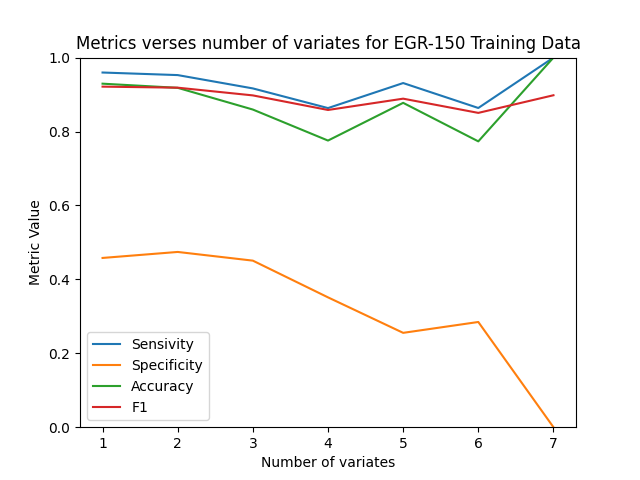 Metrics verses number of variates for EGR-150 Training Data
1.0
0.8
0.6
0.4
0.2
0.0
Metric Value
Sensivity
Specificity
Accuracy
F1
1 2 3 4 5 6 7
Number of variates